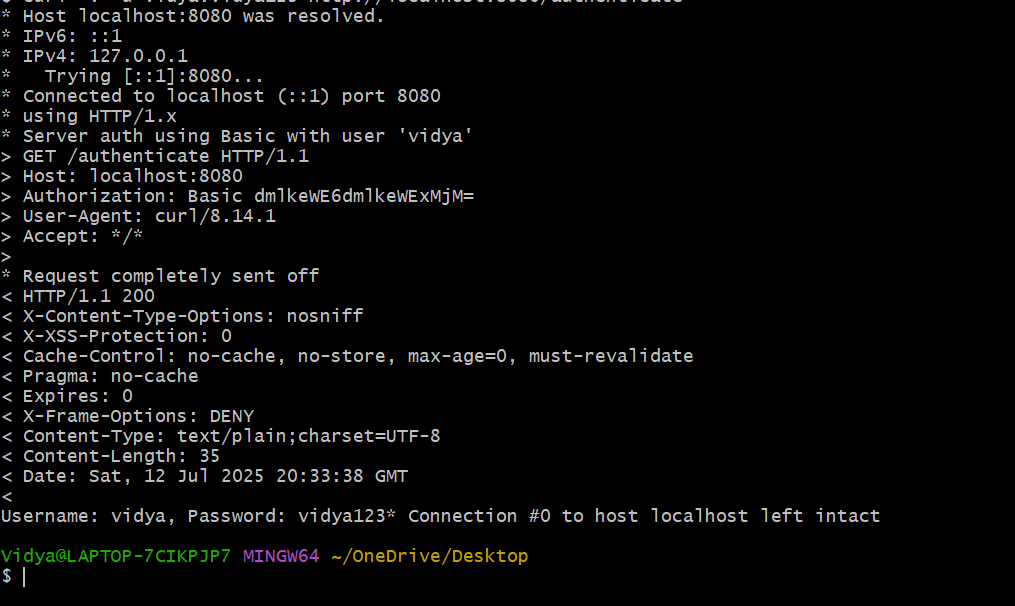 * Host localhost:8080 was resolved.
* IPv6: ::1
* IPv4: 127.0.0.1
*   Trying [::1]:8080...
* Connected to localhost (::1) port 8080
* using HTTP/1.x
* Server auth using Basic with user 'vidya'
> GET /authenticate HTTP/1.1
> Host: localhost:8080
> Authorization: Basic dmlkeWE6dmlkeWExMjM=
> User-Agent: curl/8.14.1
> Accept: */*
>
* Request completely sent off
< HTTP/1.1 200
< X-Content-Type-Options: nosniff
< X-XSS-Protection: 0
< Cache-Control: no-cache, no-store, max-age=0, must-revalidate
< Pragma: no-cache
< Expires: 0
< X-Frame-Options: DENY
< Content-Type: text/plain;charset=UTF-8
< Content-Length: 35
< Date: Sat, 12 Jul 2025 20:33:38 GMT
<
Username: vidya, Password: vidya123* Connection #0 to host localhost left intact
Vidya@LAPTOP-7CIKPJP7 MINGW64 ~/OneDrive/Desktop
$